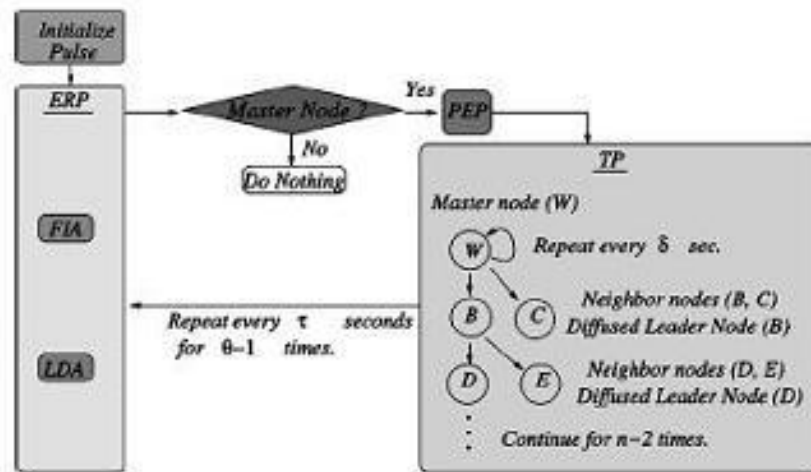 Initialize
Pulse
ERP
FIA
LDA
Master Node ?
Yes
No
Do Nothing
PEP
TP
Master node (W)
W
Repeat every δ sec.
B
C
Neighbor nodes (B, C)
Diffused Leader Node (B)
D
E
Neighbor nodes (D, E)
Diffused Leader Node (D)
Continue for n-2 times.
Repeat every τ seconds
for θ-1 times.